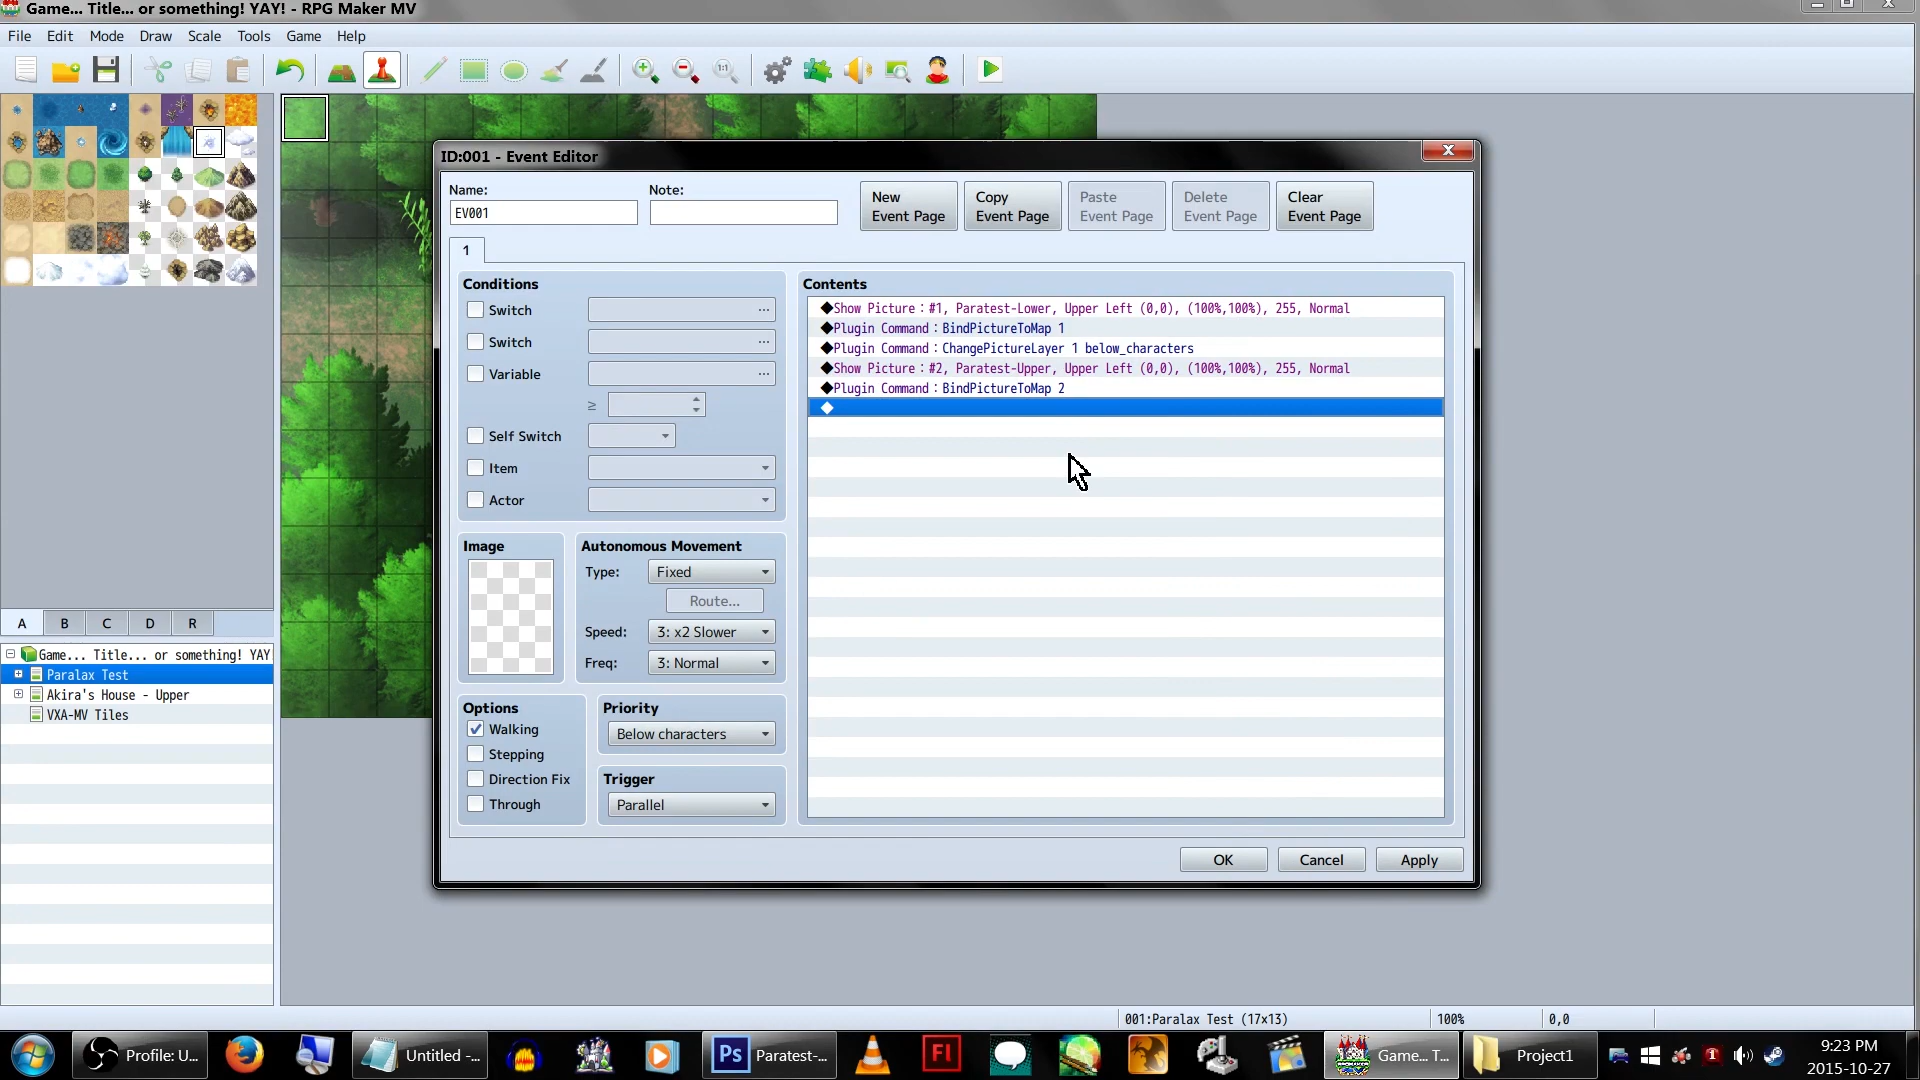 Game... Title... or something! YAY! - RPG Maker MV
File Edit Mode Draw Scale Tools Game Help
1:1
ID:001 - Event Editor
Name: Note:
EV001
New Event Page
Copy Event Page
Paste Event Page
Delete Event Page
Clear Event Page
1
Conditions
Switch ...
Switch ...
Variable ...
≥
Self Switch
Item
Actor
Image
Autonomous Movement
Type: Fixed
Route...
Speed: 3: x2 Slower
Freq: 3: Normal
Options
Walking
Stepping
Direction Fix
Through
Priority
Below characters
Trigger
Parallel
Contents
◆Show Picture : #1, Paratest-Lower, Upper Left (0,0), (100%,100%), 255, Normal
◆Plugin Command : BindPictureToMap 1
◆Plugin Command : ChangePictureLayer 1 below_characters
◆Show Picture : #2, Paratest-Upper, Upper Left (0,0), (100%,100%), 255, Normal
◆Plugin Command : BindPictureToMap 2
◆
OK Cancel Apply
A B C D R
Game... Title... or something! YAY
Paralax Test
Akira's House - Upper
VXA-MV Tiles
001:Paralax Test (17x13) 100% 0,0
Profile: U...
Untitled -...
Ps Paratest-...
Fl
Game... T...
Project1
9:23 PM
2015-10-27